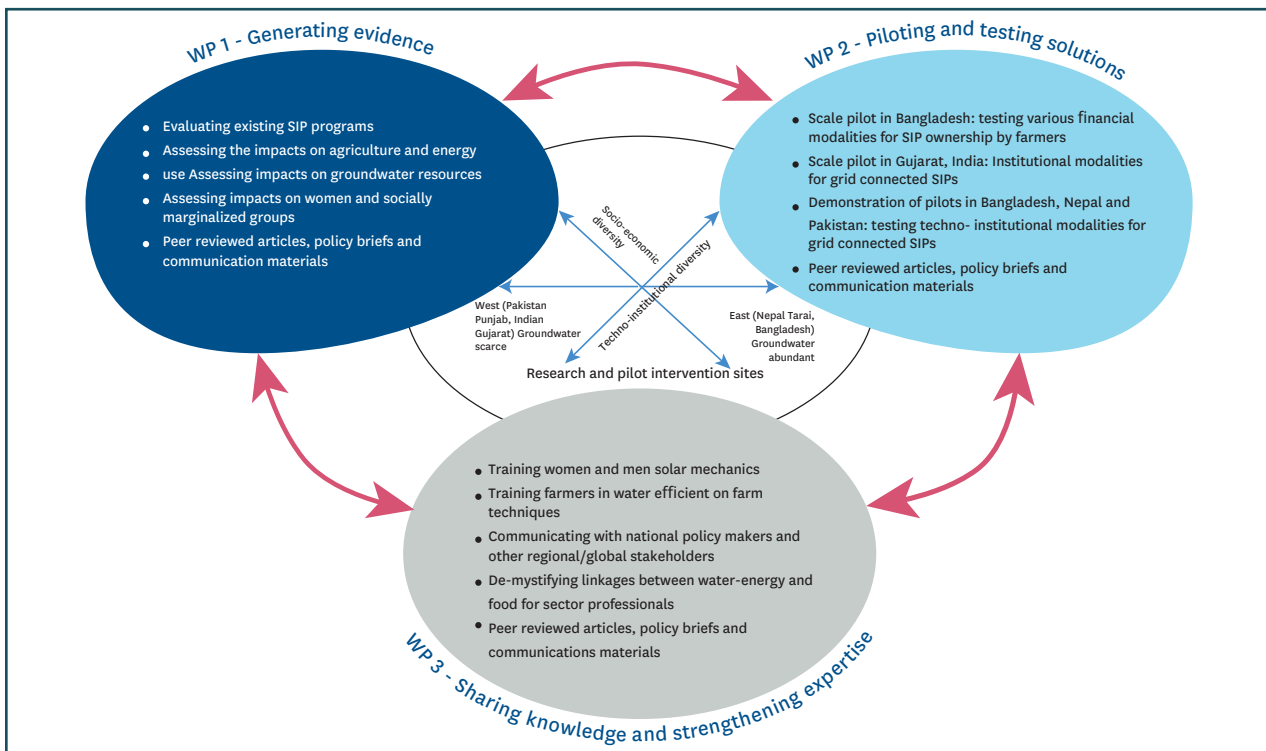 WP 1 - Generating evidence
• Evaluating existing SIP programs
• Assessing the impacts on agriculture and energy
• use Assessing impacts on groundwater resources
• Assessing impacts on women and socially
marginalized groups
• Peer reviewed articles, policy briefs and
communication materials
WP 2 - Piloting and testing solutions
• Scale pilot in Bangladesh: testing various financial
modalities for SIP ownership by farmers
• Scale pilot in Gujarat, India: Institutional modalities
for grid connected SIPs
• Demonstration of pilots in Bangladesh, Nepal and
Pakistan: testing techno- institutional modalities for
grid connected SIPs
• Peer reviewed articles, policy briefs and
communication materials
Socio-economic
diversity
Techno-institutional diversity
West (Pakistan
Punjab, Indian
Gujarat) Groundwater
scarce
East (Nepal Tarai,
Bangladesh)
Groundwater
abundant
Research and pilot intervention sites
• Training women and men solar mechanics
• Training farmers in water efficient on farm
techniques
• Communicating with national policy makers and
other regional/global stakeholders
• De-mystifying linkages between water-energy and
food for sector professionals
• Peer reviewed articles, policy briefs and
communications materials
WP 3 - Sharing knowledge and strengthening expertise